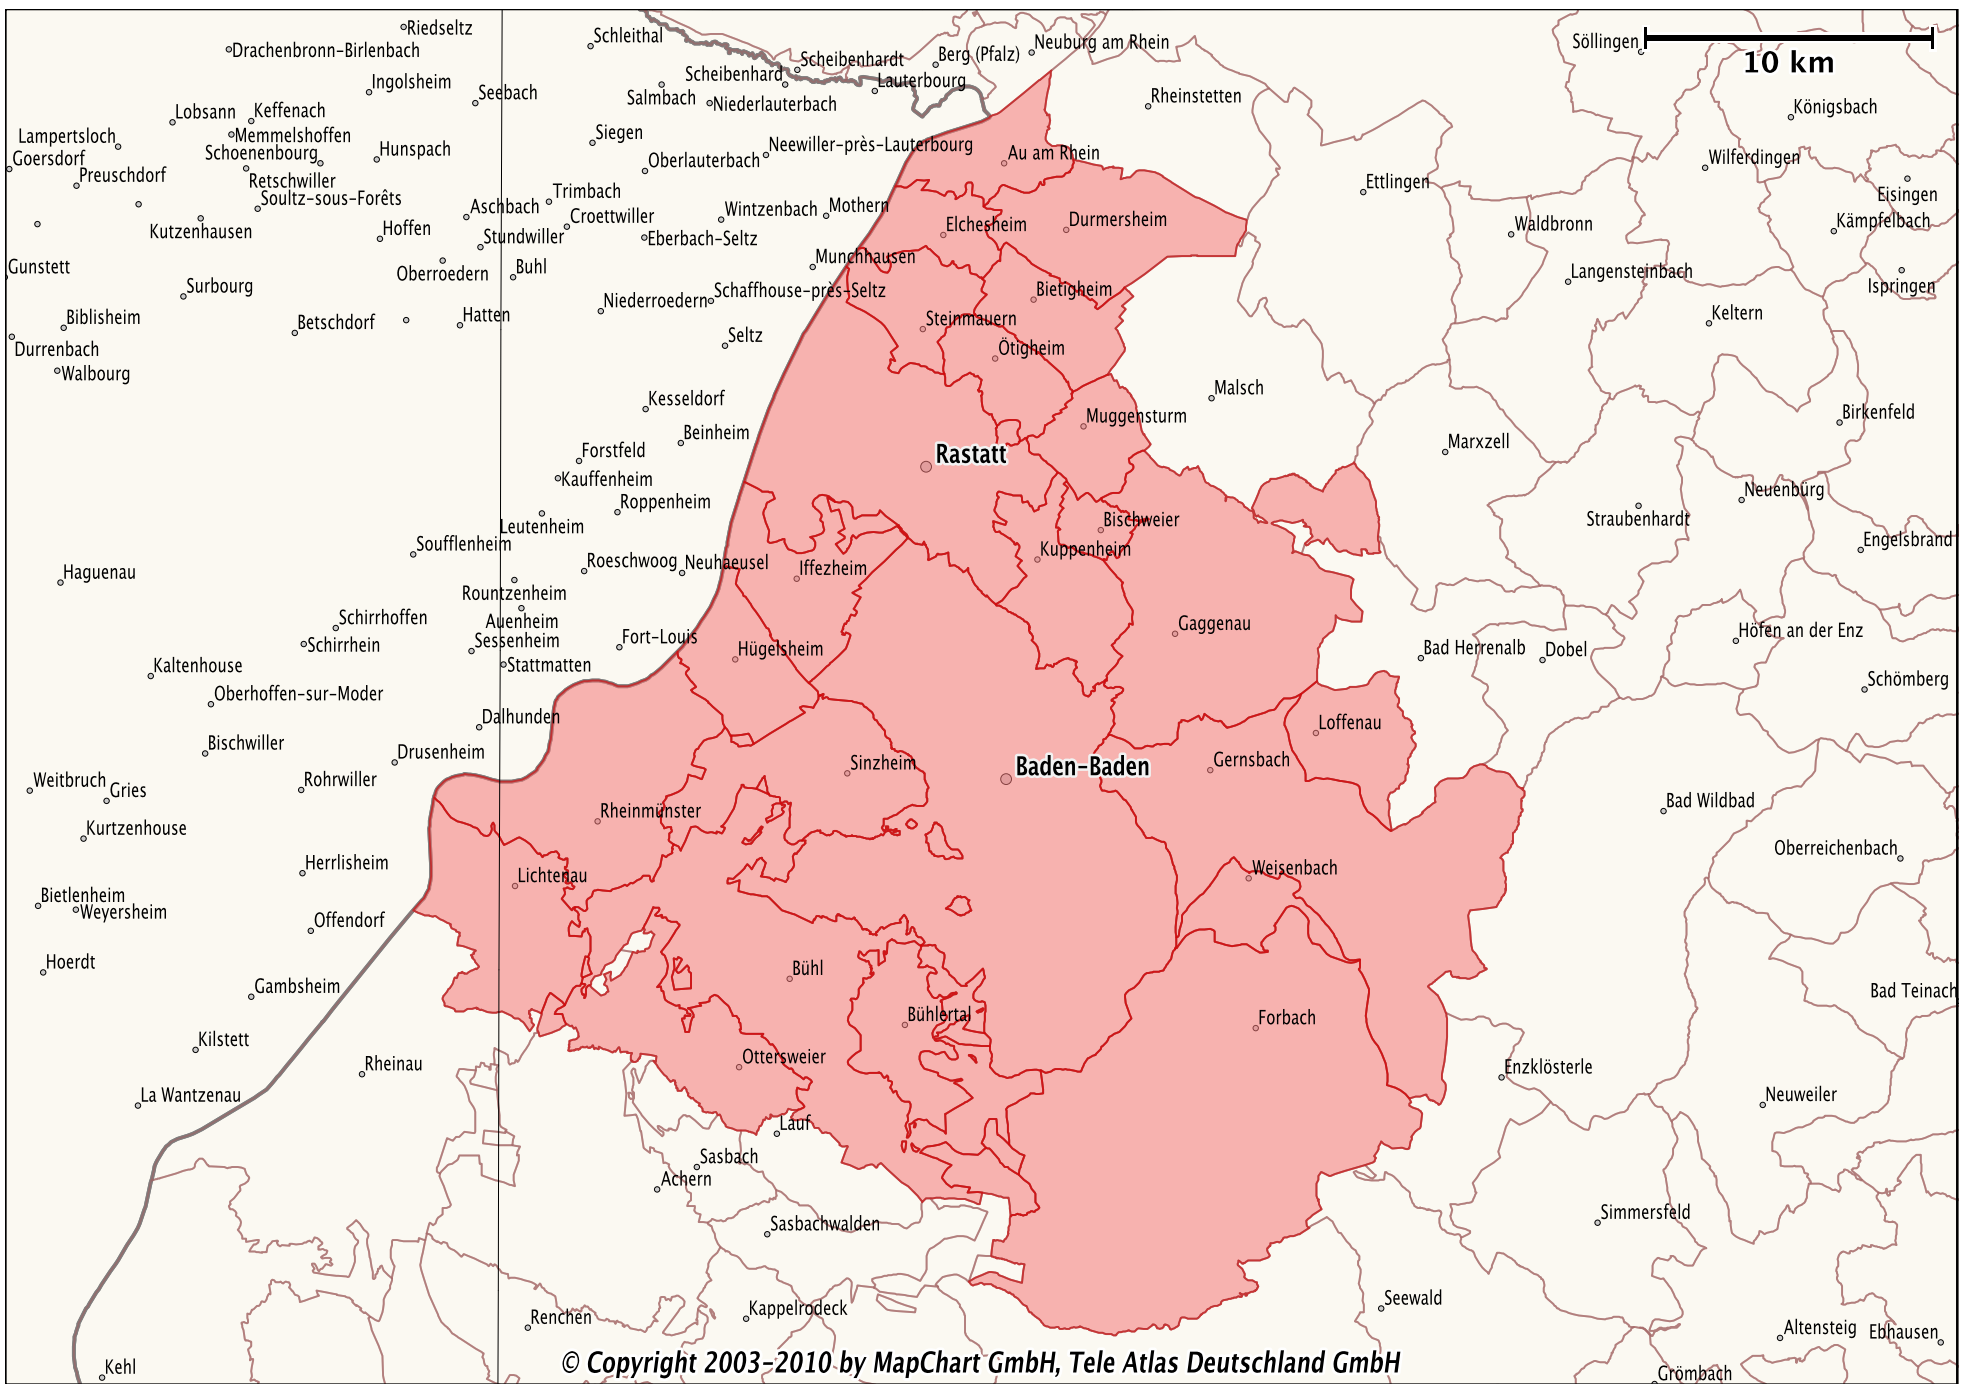 Riedseltz
Schleithal
Söllingen
Neuburg am Rhein
Drachenbronn-Birlenbach
Berg (Pfalz)
Scheibenhardt
10 km
Scheibenhard
Lauterbourg
Ingolsheim
Seebach
Salmbach
Niederlauterbach
Rheinstetten
Königsbach
Lobsann
Keffenach
Lampertsloch
Memmelshoffen
Siegen
Neewiller-près-Lauterbourg
Goersdorf
Schoenenbourg
Hunspach
Oberlauterbach
Au am Rhein
Wilferdingen
Preuschdorf
Retschwiller
Ettlingen
Eisingen
Soultz-sous-Forêts
Trimbach
Aschbach
Croettwiller
Wintzenbach
Mothern
Elchesheim
Durmersheim
Waldbronn
Kämpfelbach
Kutzenhausen
Hoffen
Stundwiller
Eberbach-Seltz
Gunstett
Oberroedern
Buhl
Munchhausen
Langensteinbach
Ispringen
Surbourg
Niederroedern
Schaffhouse-près-Seltz
Bietigheim
Biblisheim
Betschdorf
Hatten
Steinmauern
Keltern
Durrenbach
Seltz
Ötigheim
Walbourg
Kesseldorf
Malsch
Muggensturm
Birkenfeld
Beinheim
Forstfeld
Rastatt
Marxzell
Kauffenheim
Roppenheim
Neuenbürg
Leutenheim
Bischweier
Straubenhardt
Soufflenheim
Kuppenheim
Engelsbrand
Haguenau
Roeschwoog
Neuhaeusel
Iffezheim
Rountzenheim
Schirrhoffen
Auenheim
Gaggenau
Höfen an der Enz
Schirrhein
Sessenheim
Fort-Louis
Hügelsheim
Bad Herrenalb
Dobel
Kaltenhouse
Stattmatten
Schömberg
Oberhoffen-sur-Moder
Dalhunden
Loffenau
Bischwiller
Drusenheim
Sinzheim
Baden-Baden
Gernsbach
Weitbruch
Gries
Rohrwiller
Rheinmünster
Bad Wildbad
Kurtzenhouse
Herrlisheim
Lichtenau
Weisenbach
Oberreichenbach
Bietlenheim
Weyersheim
Offendorf
Hoerdt
Bühl
Gambsheim
Bühlertal
Forbach
Bad Teinach
Kilstett
Rheinau
Ottersweier
Enzklösterle
La Wantzenau
Neuweiler
Lauf
Sasbach
Achern
Sasbachwalden
Simmersfeld
Kappelrodeck
Seewald
Renchen
Altensteig
Ebhausen
Kehl
© Copyright 2003-2010 by MapChart GmbH, Tele Atlas Deutschland GmbH
Grömbach